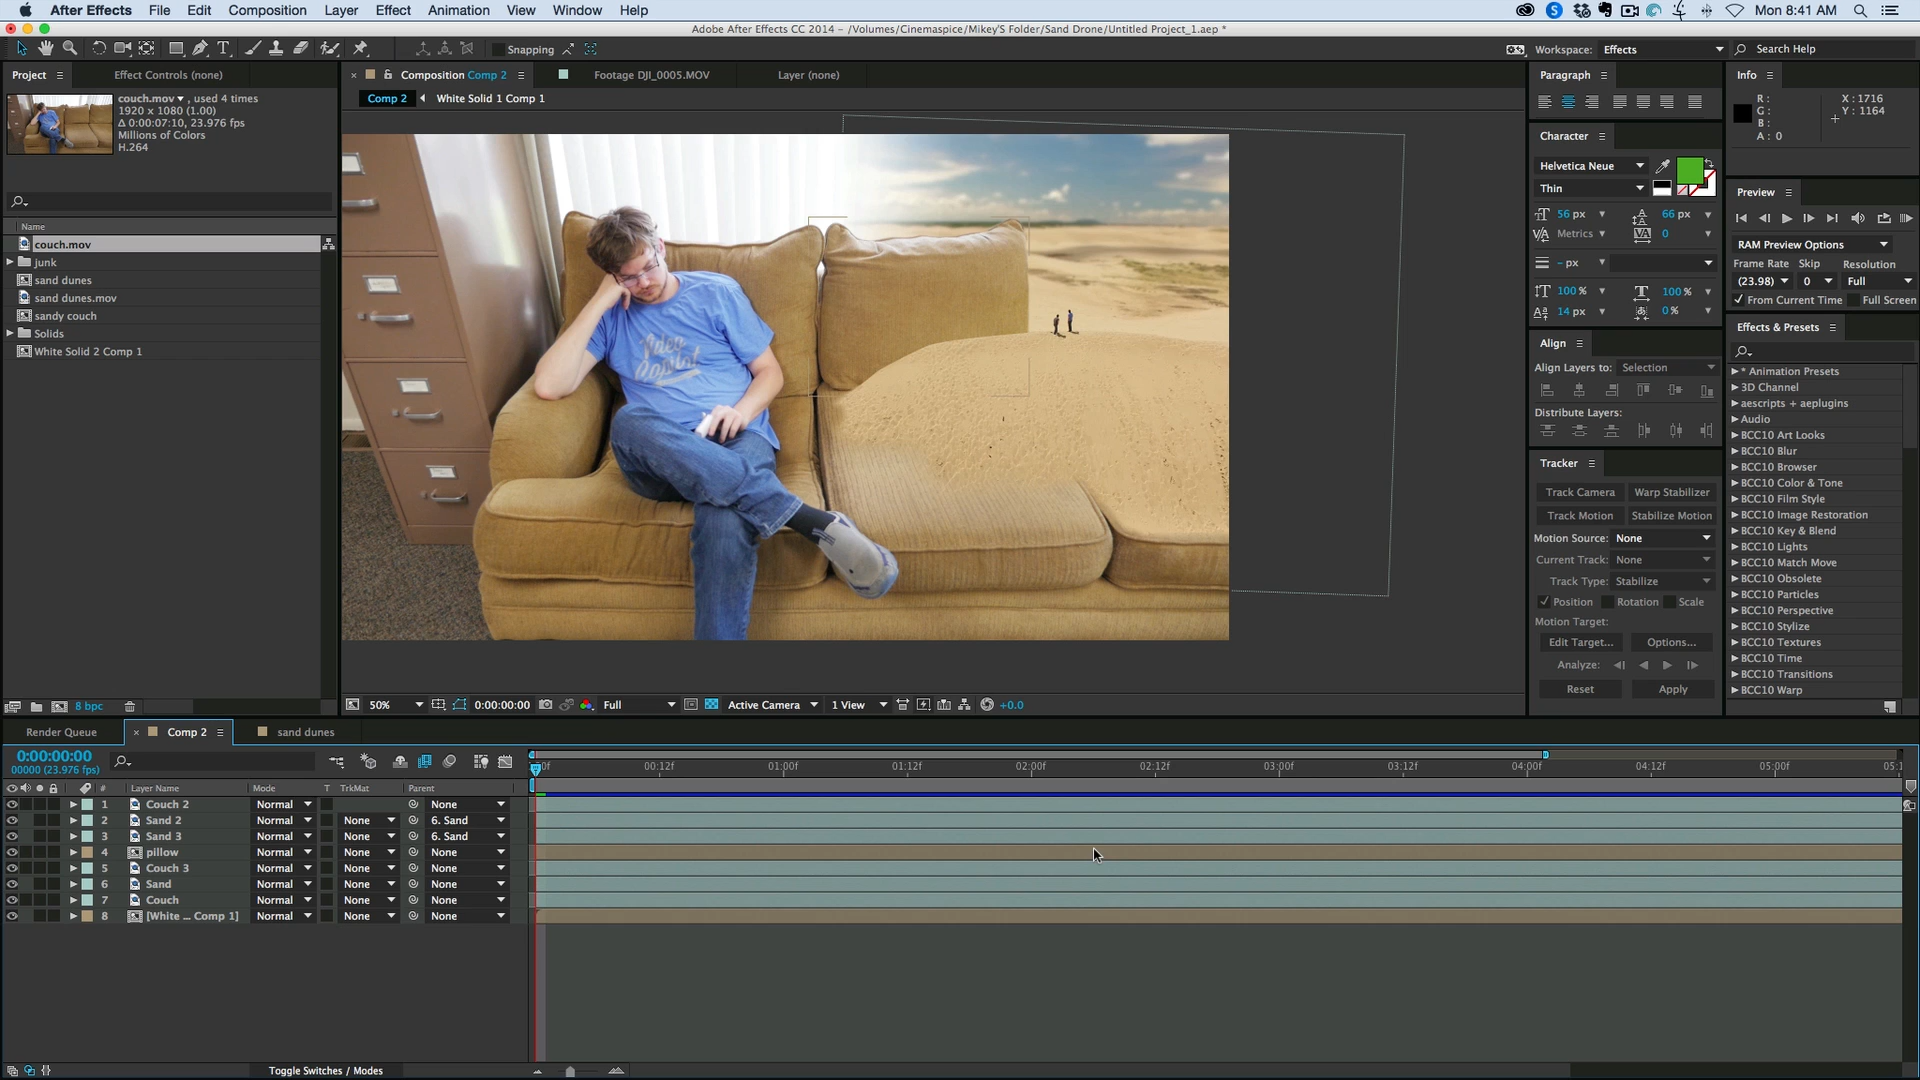 After Effects File Edit Composition Layer Effect Animation View Window Help Mon 8:41 AM
Adobe After Effects CC 2014 - /Volumes/Cinemaspice/Mikey'S Folder/Sand Drone/Untitled Project_1.aep *
Snapping Workspace: Effects Search Help
Project Effect Controls (none)
couch.mov ▾, used 4 times
1920 x 1080 (1.00)
Δ 0:00:07:10, 23.976 fps
Millions of Colors
H.264
Name
couch.mov
junk
sand dunes
sand dunes.mov
sandy couch
Solids
White Solid 2 Comp 1
8 bpc
Composition Comp 2 Footage DJI_0005.MOV Layer (none)
Comp 2 White Solid 1 Comp 1
Video
Copilot
50% 0:00:00:00 Full Active Camera 1 View +0.0
Paragraph
Character
Helvetica Neue
Thin
56 px 66 px
Metrics 0
- px
100 % 100 %
14 px 0 %
Align
Align Layers to: Selection
Distribute Layers:
Tracker
Track Camera Warp Stabilizer
Track Motion Stabilize Motion
Motion Source: None
Current Track: None
Track Type: Stabilize
Position Rotation Scale
Motion Target:
Edit Target... Options...
Analyze:
Reset Apply
Info
R: X : 1716
G: Y : 1164
B:
A : 0
Preview
RAM Preview Options
Frame Rate Skip Resolution
(23.98) 0 Full
From Current Time Full Screen
Effects & Presets
* Animation Presets
3D Channel
aescripts + aeplugins
Audio
BCC10 Art Looks
BCC10 Blur
BCC10 Browser
BCC10 Color & Tone
BCC10 Film Style
BCC10 Image Restoration
BCC10 Key & Blend
BCC10 Lights
BCC10 Match Move
BCC10 Obsolete
BCC10 Particles
BCC10 Perspective
BCC10 Stylize
BCC10 Textures
BCC10 Time
BCC10 Transitions
BCC10 Warp
Render Queue Comp 2 sand dunes
0:00:00:00
00000 (23.976 fps)
00:12f 01:00f 01:12f 02:00f 02:12f 03:00f 03:12f 04:00f 04:12f 05:00f
# Layer Name Mode T TrkMat Parent
1 Couch 2 Normal None
2 Sand 2 Normal None 6. Sand
3 Sand 3 Normal None 6. Sand
4 pillow Normal None None
5 Couch 3 Normal None None
6 Sand Normal None None
7 Couch Normal None None
8 [White ... Comp 1] Normal None None
Toggle Switches / Modes